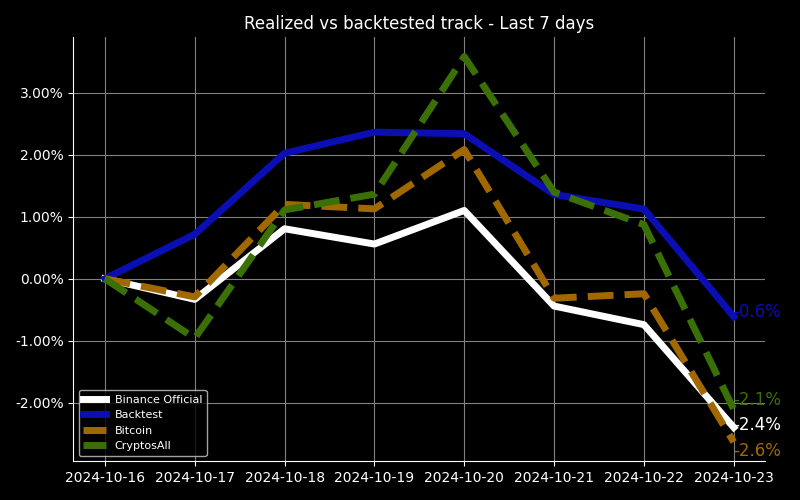 Realized vs backtested track - Last 7 days
3.00%
2.00%
1.00%
0.00%
-1.00%
-2.00%
-0.6%
-2.1%
-2.4%
-2.6%
Binance Official
Backtest
Bitcoin
CryptosAll
2024-10-16 2024-10-17 2024-10-18 2024-10-19 2024-10-20 2024-10-21 2024-10-22 2024-10-23